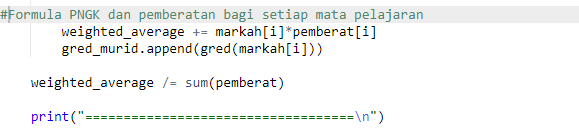 #Formula PNGK dan pemberatan bagi setiap mata pelajaran
weighted_average += markah[i]*pemberat[i]
gred_murid.append(gred(markah[i]))
weighted_average /= sum(pemberat)
print("===================================\n")